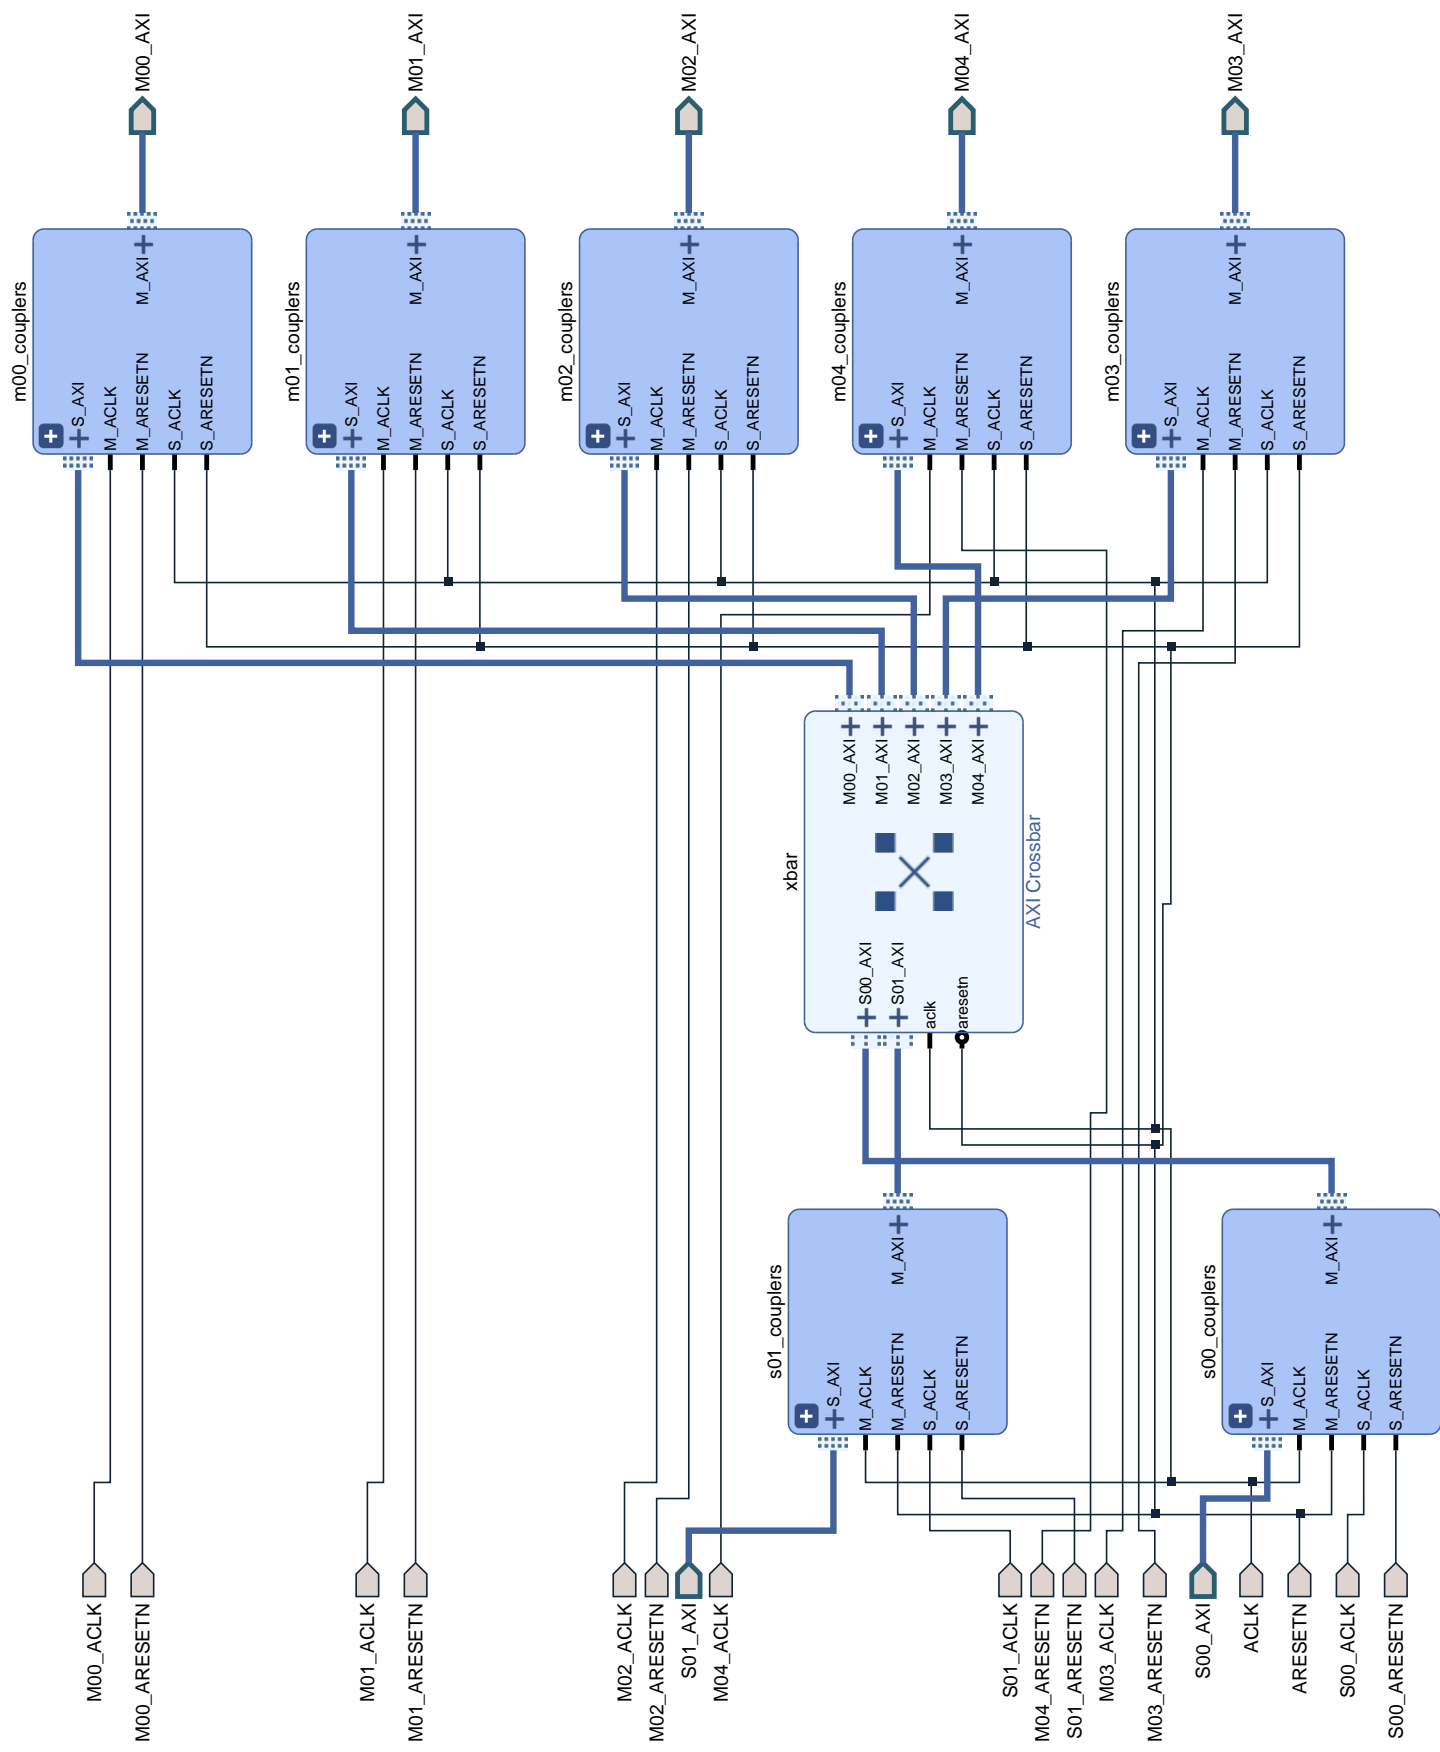 M00_AXI
M01_AXI
M02_AXI
M04_AXI
M03_AXI
m00_couplers
S_AXI
M_ACLK
M_ARESETN
S_ACLK
S_ARESETN
M_AXI
m01_couplers
S_AXI
M_ACLK
M_ARESETN
S_ACLK
S_ARESETN
M_AXI
m02_couplers
S_AXI
M_ACLK
M_ARESETN
S_ACLK
S_ARESETN
M_AXI
m04_couplers
S_AXI
M_ACLK
M_ARESETN
S_ACLK
S_ARESETN
M_AXI
m03_couplers
S_AXI
M_ACLK
M_ARESETN
S_ACLK
S_ARESETN
M_AXI
xbar
M00_AXI
M01_AXI
M02_AXI
M03_AXI
M04_AXI
S00_AXI
S01_AXI
aclk
aresetn
AXI Crossbar
s01_couplers
S_AXI
M_ACLK
M_ARESETN
S_ACLK
S_ARESETN
M_AXI
s00_couplers
S_AXI
M_ACLK
M_ARESETN
S_ACLK
S_ARESETN
M_AXI
M00_ACLK
M00_ARESETN
M01_ACLK
M01_ARESETN
M02_ACLK
M02_ARESETN
S01_AXI
M04_ACLK
S01_ACLK
M04_ARESETN
S01_ARESETN
M03_ACLK
M03_ARESETN
S00_AXI
ACLK
ARESETN
S00_ACLK
S00_ARESETN